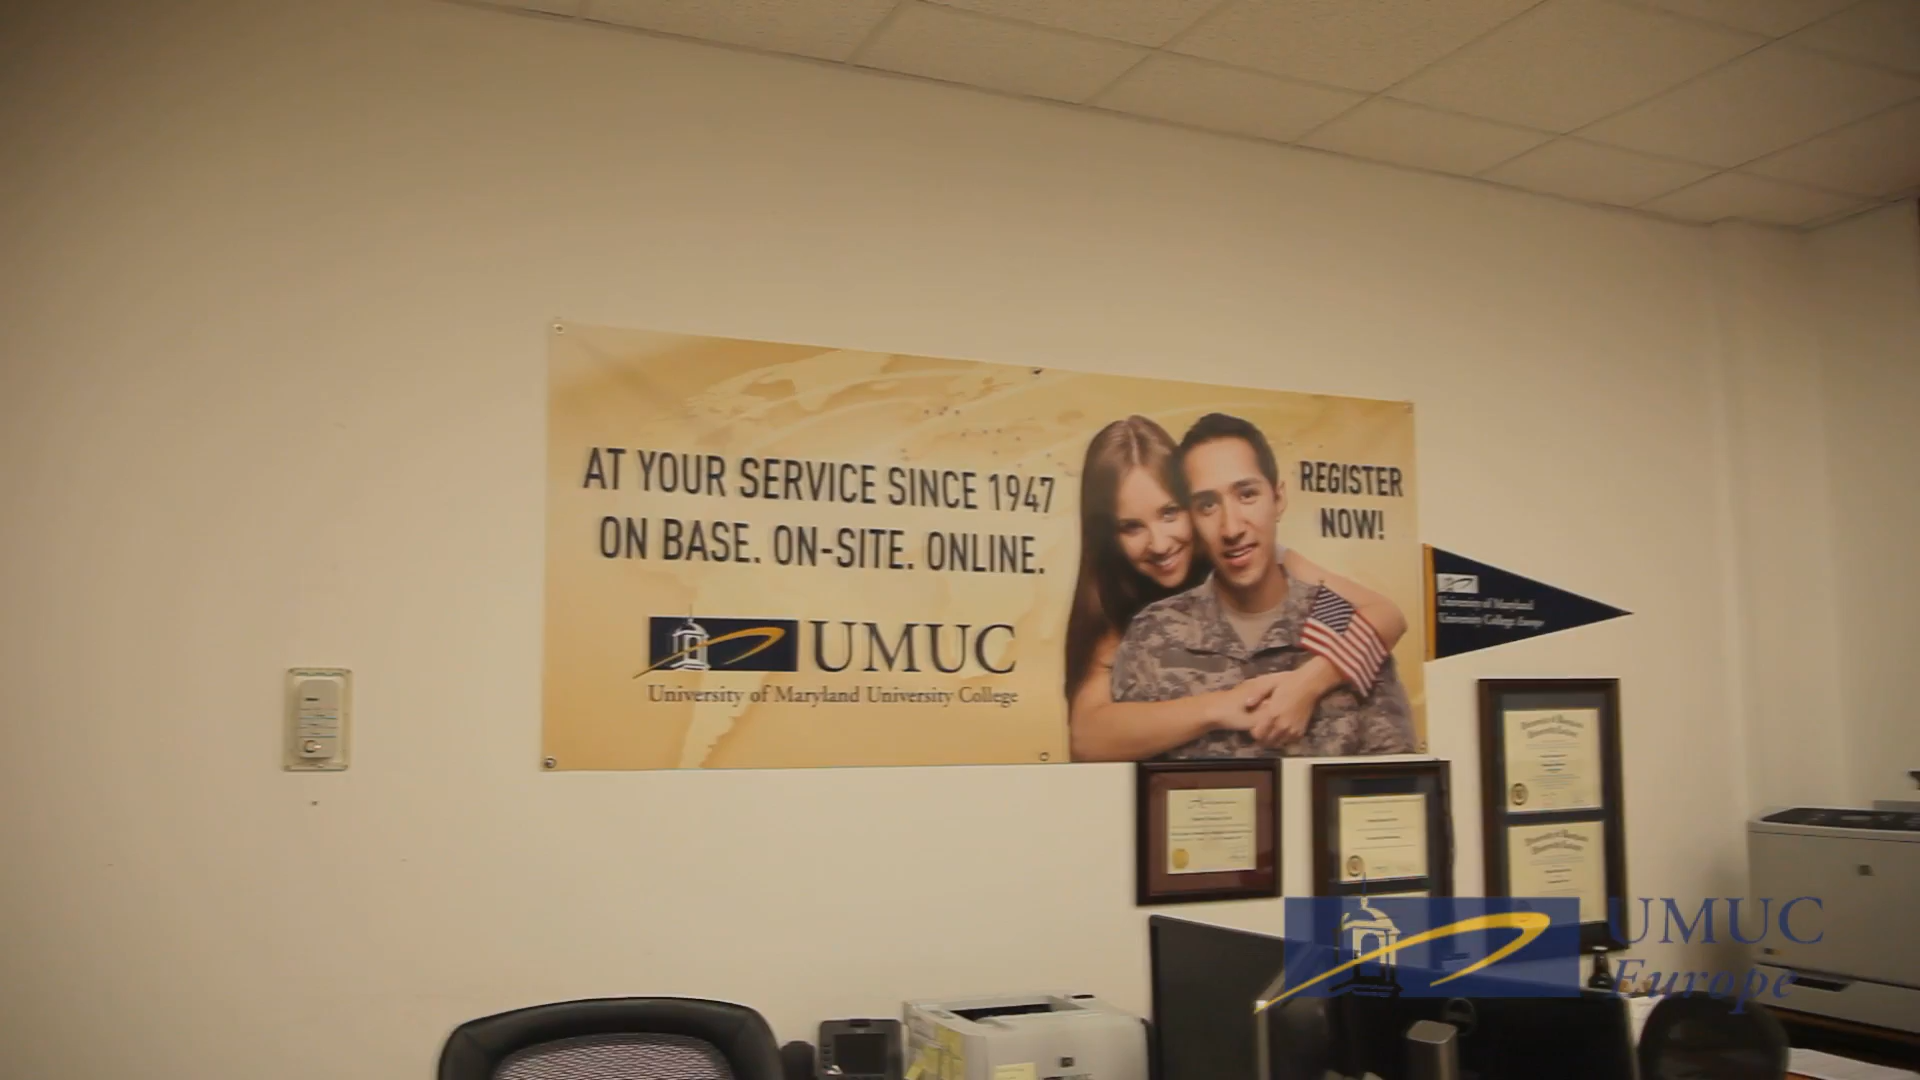 AT YOUR SERVICE SINCE 1947
ON BASE. ON-SITE. ONLINE.
UMUC
University of Maryland University College
REGISTER
NOW!
University of Maryland
University College Europe
UMUC
Europe